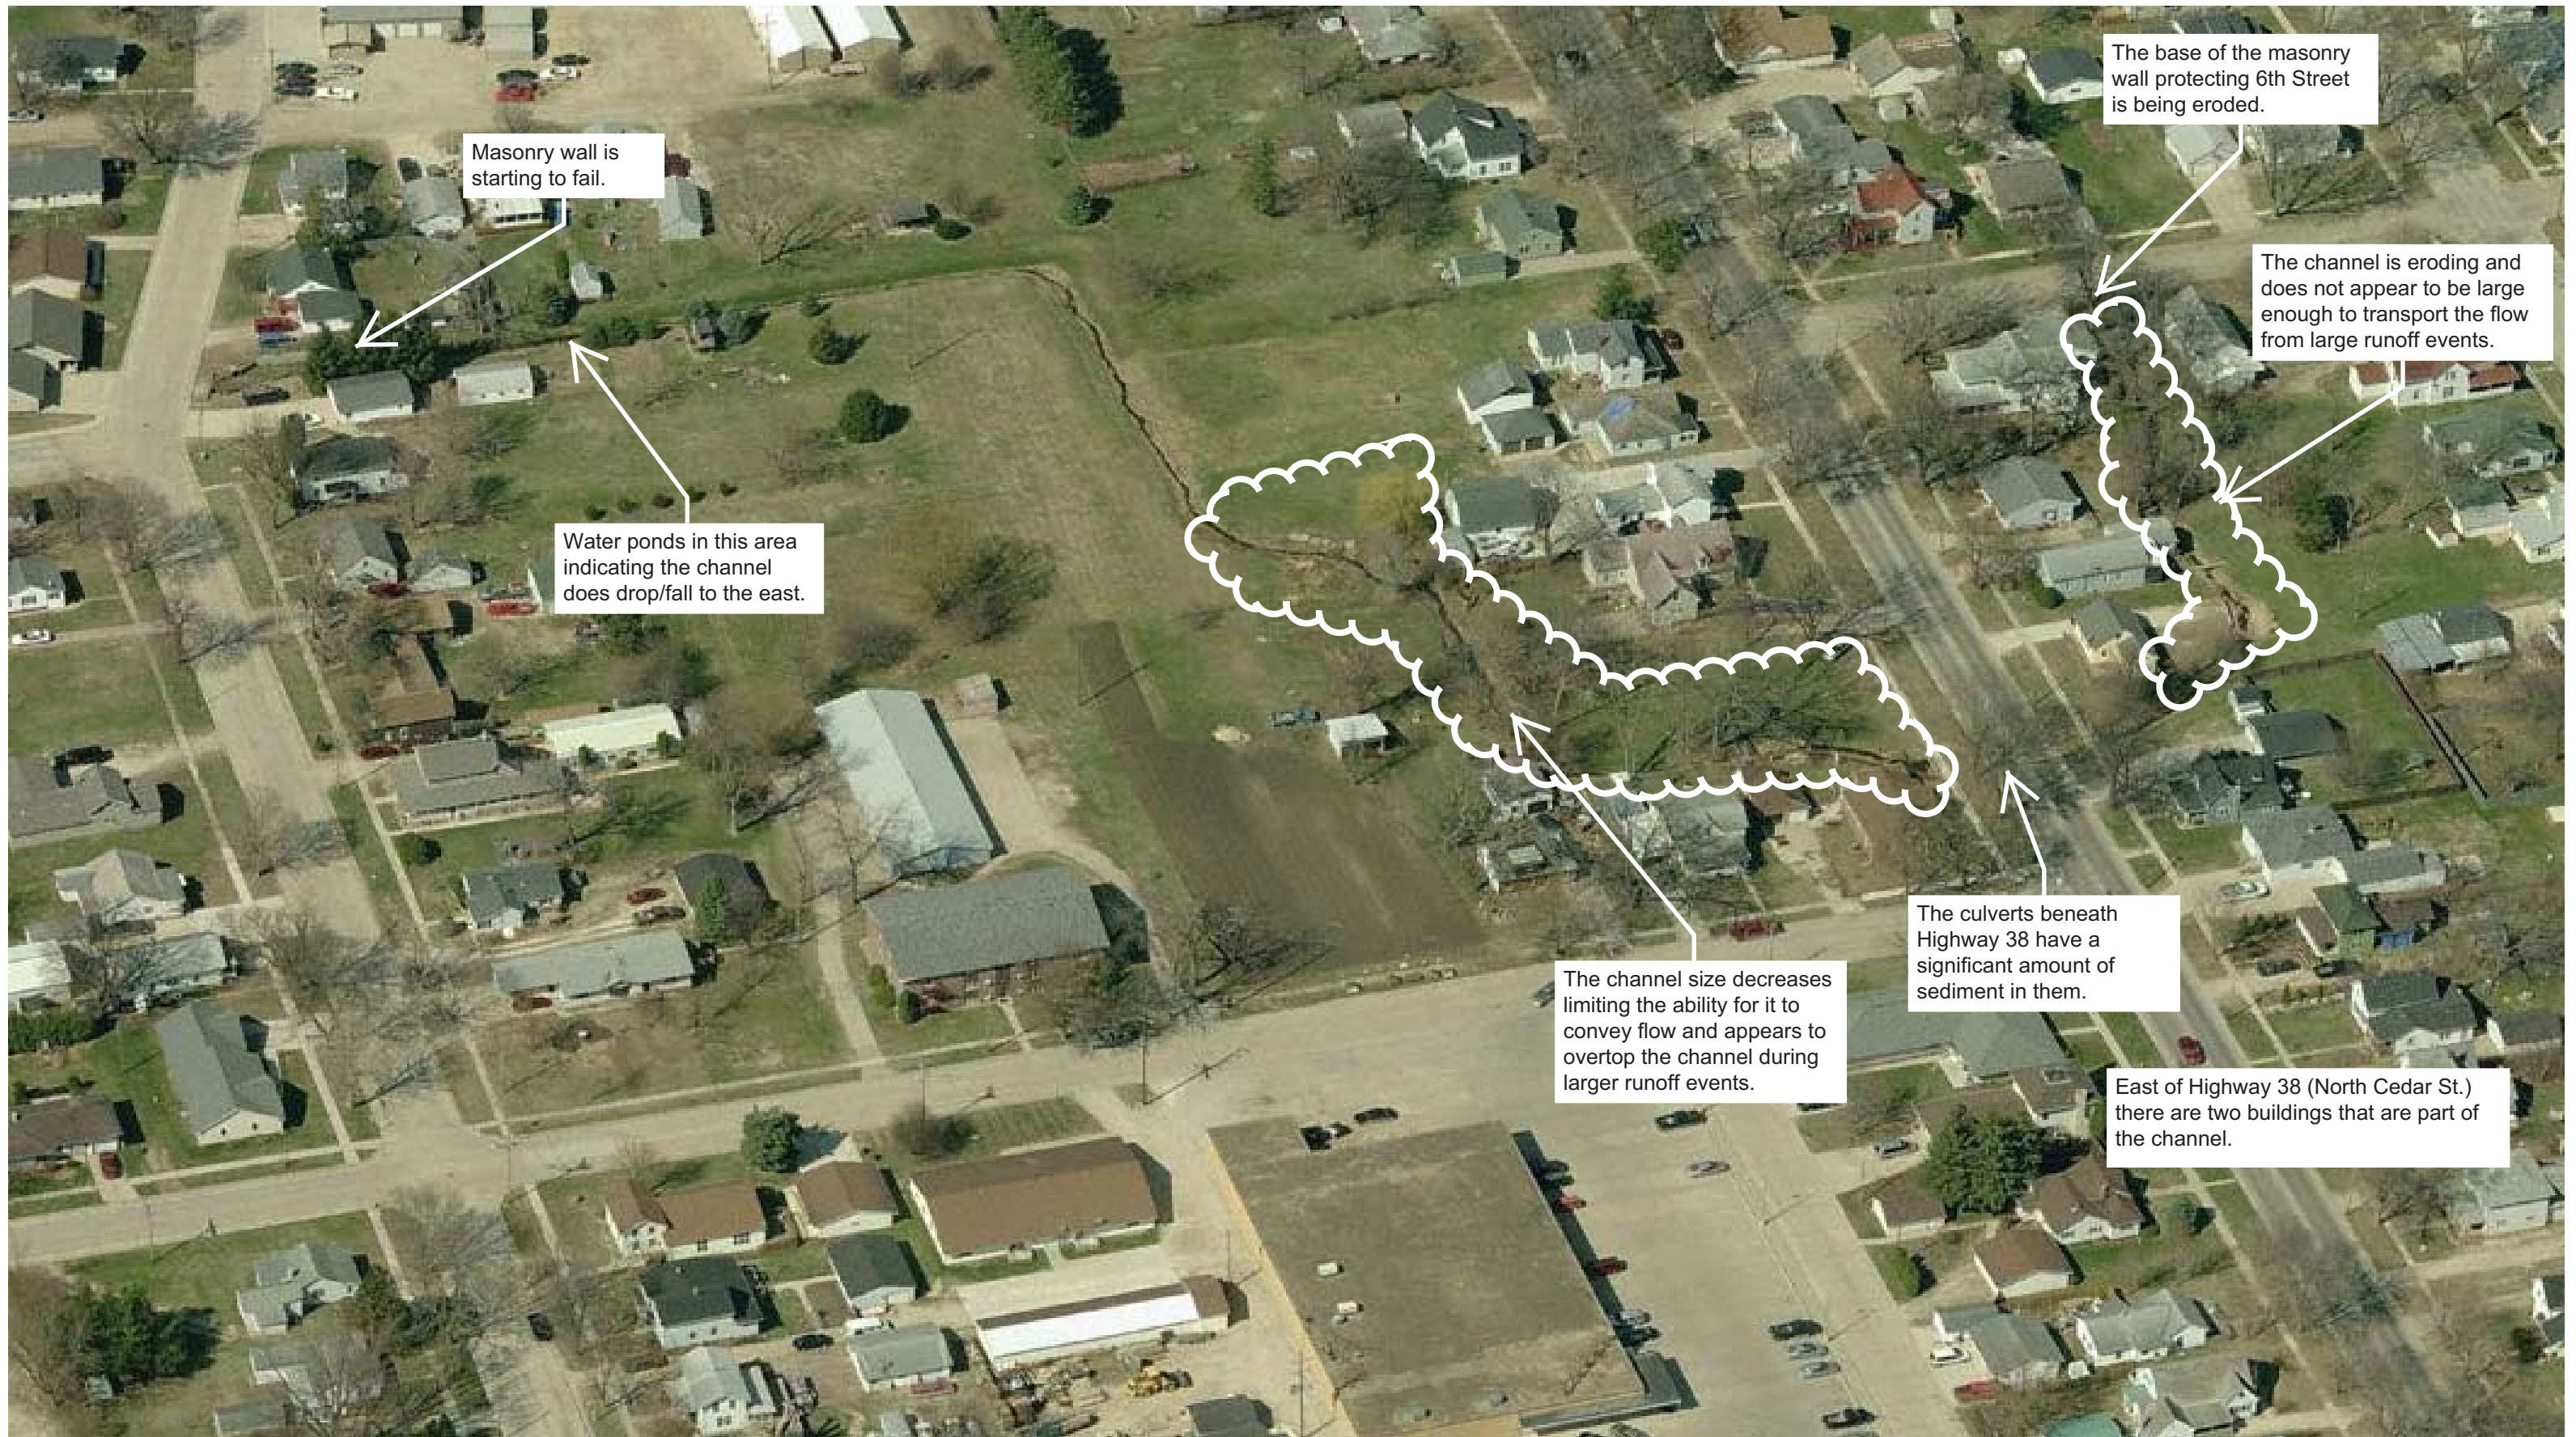 The base of the masonry
wall protecting 6th Street
is being eroded.
Masonry wall is
starting to fail.
The channel is eroding and
does not appear to be large
enough to transport the flow
from large runoff events.
Water ponds in this area
indicating the channel
does drop/fall to the east.
The culverts beneath
Highway 38 have a
significant amount of
sediment in them.
The channel size decreases
limiting the ability for it to
convey flow and appears to
overtop the channel during
larger runoff events.
East of Highway 38 (North Cedar St.)
there are two buildings that are part of
the channel.